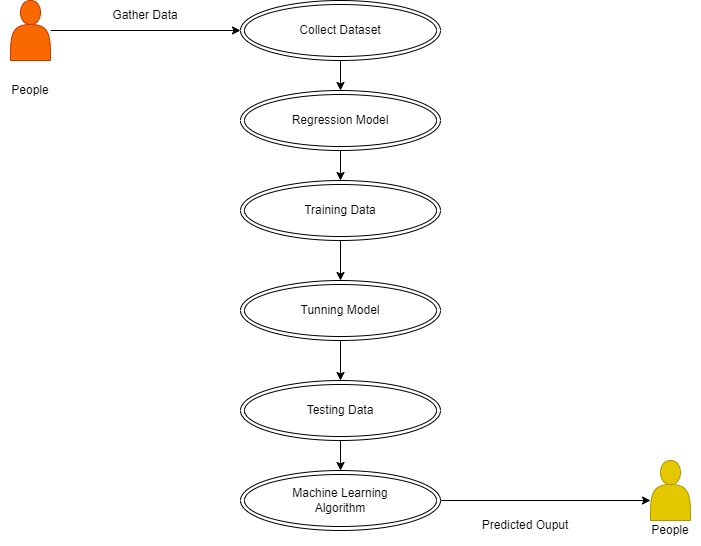 Gather Data
Collect Dataset
People
Regression Model
Training Data
Tunning Model
Testing Data
Machine Learning
Algorithm
Predicted Ouput
People